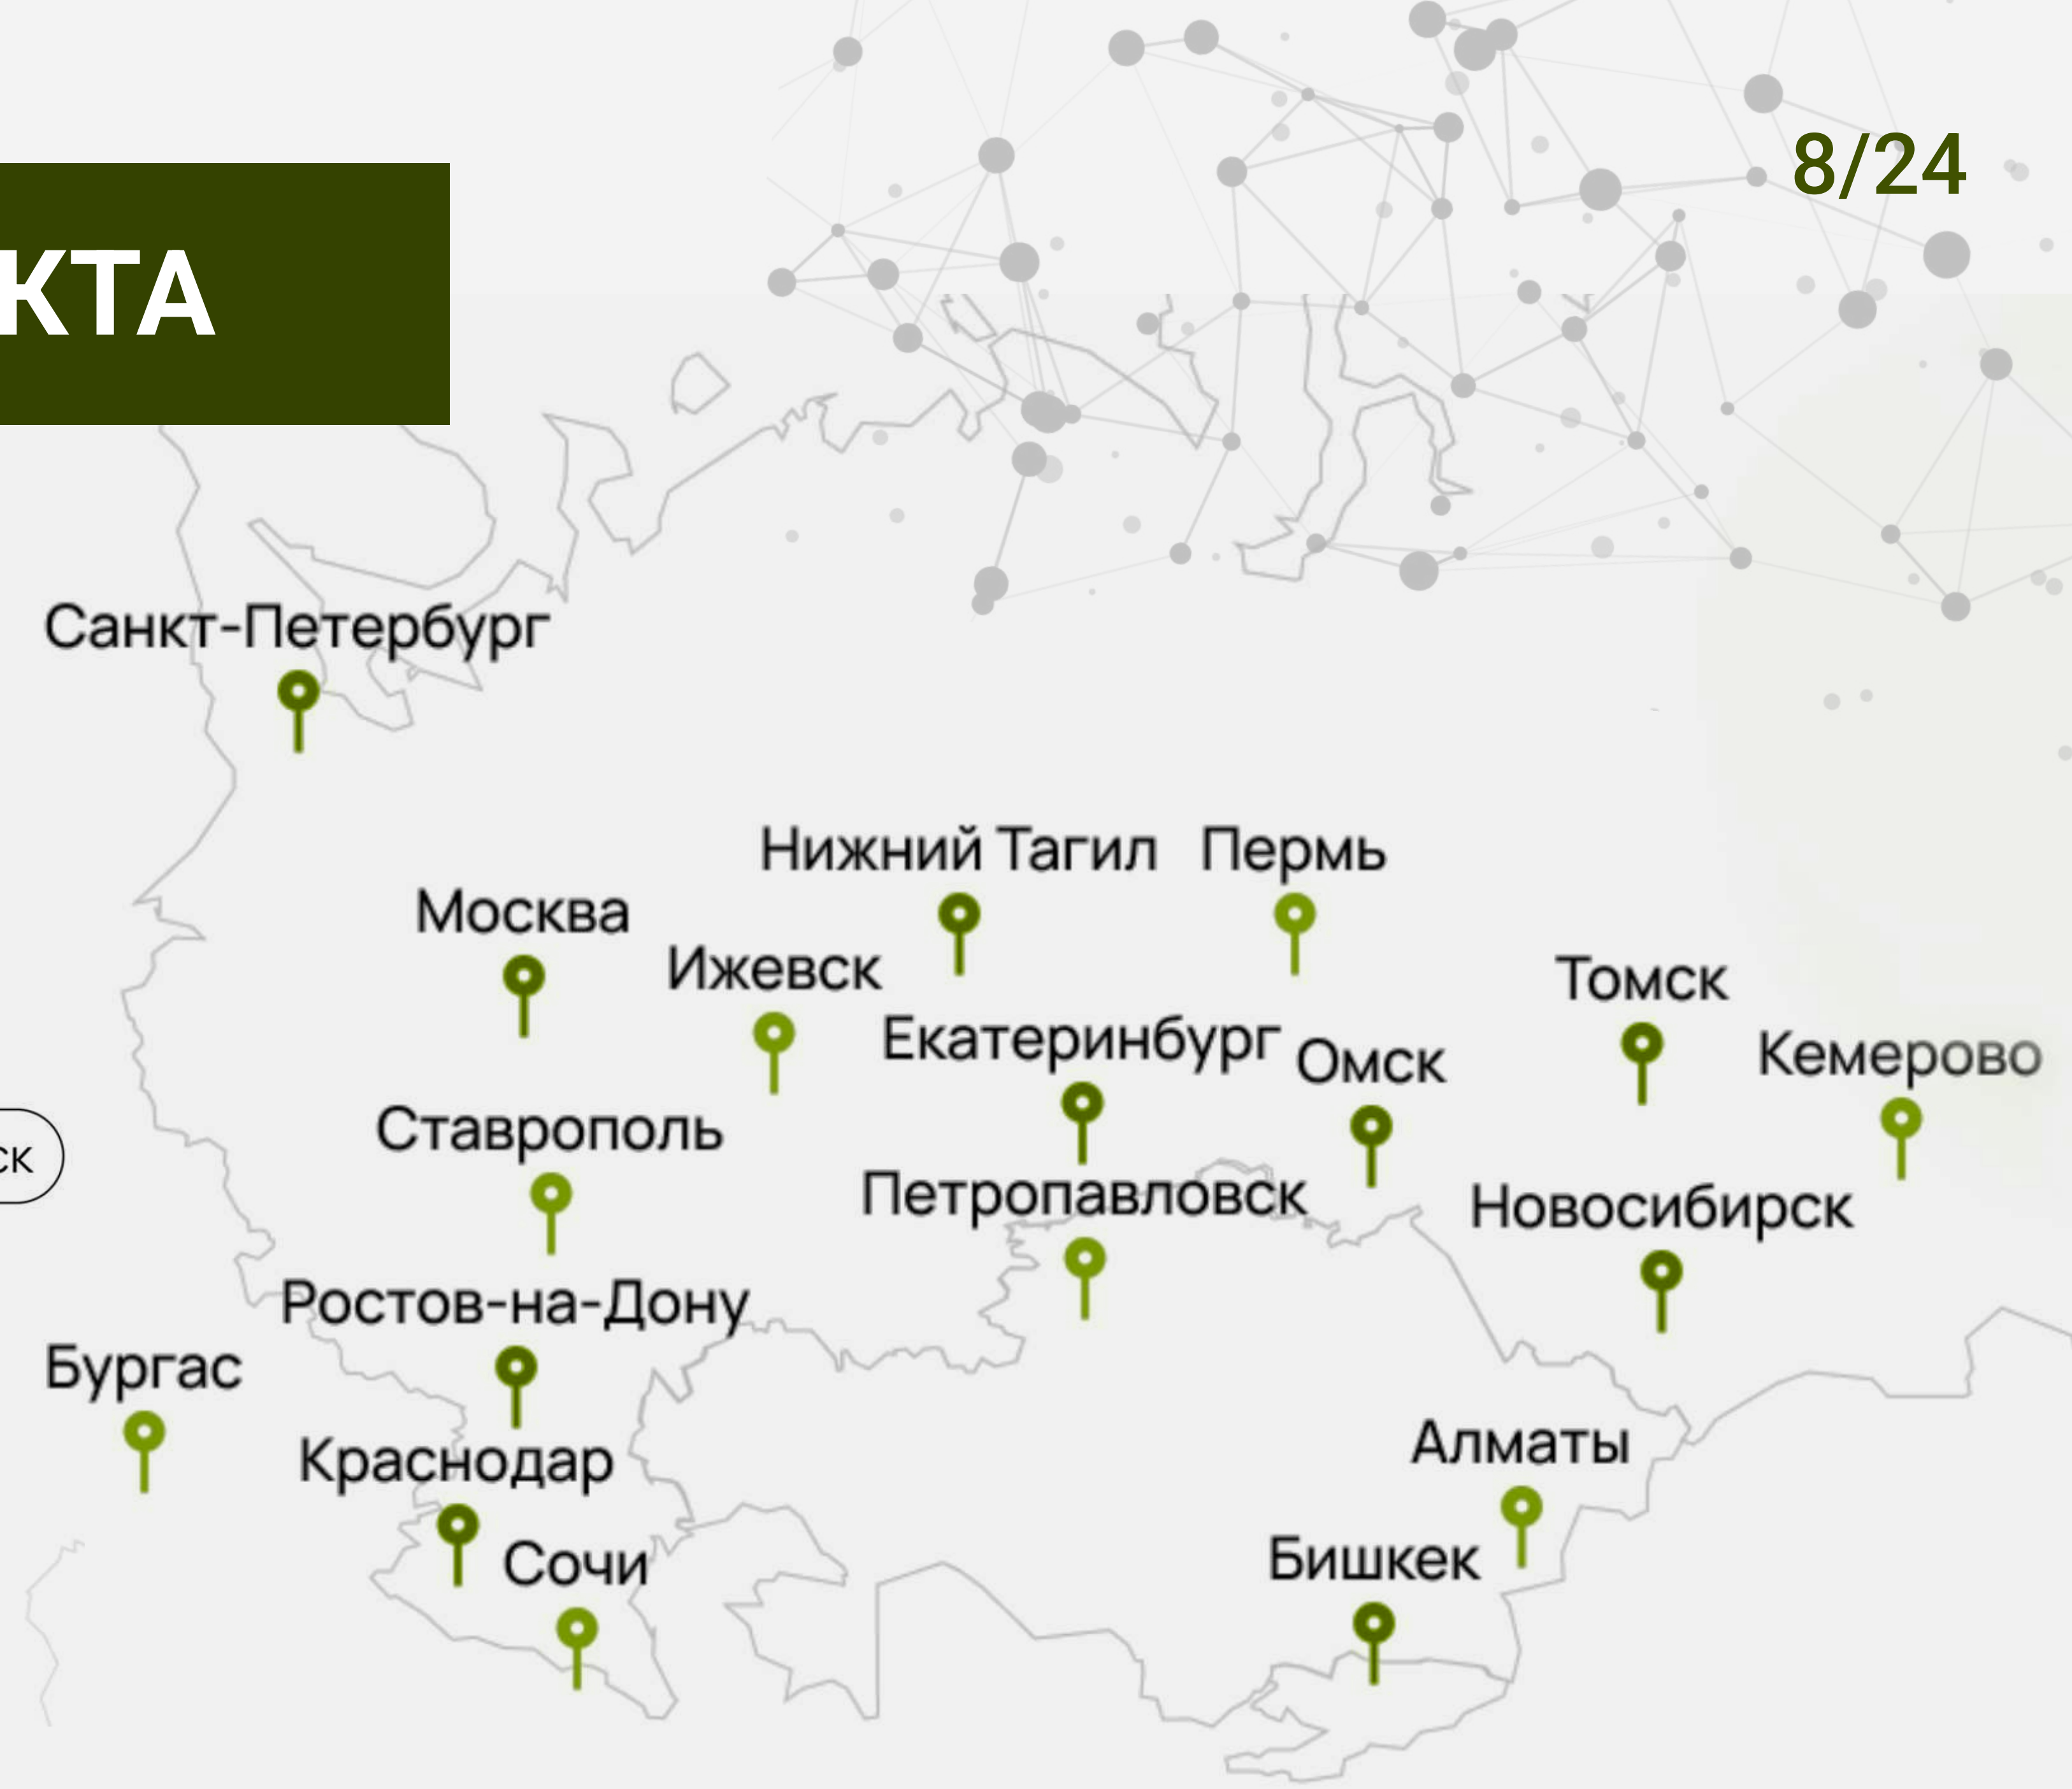 8/24
КТА
Санкт-Петербург
Нижний Тагил
Пермь
Москва
Ижевск
Томск
Екатеринбург
Омск
Кемерово
Ставрополь
ск
Петропавловск
Новосибирск
Ростов-на-Дону
Бургас
Алматы
Краснодар
Сочи
Бишкек